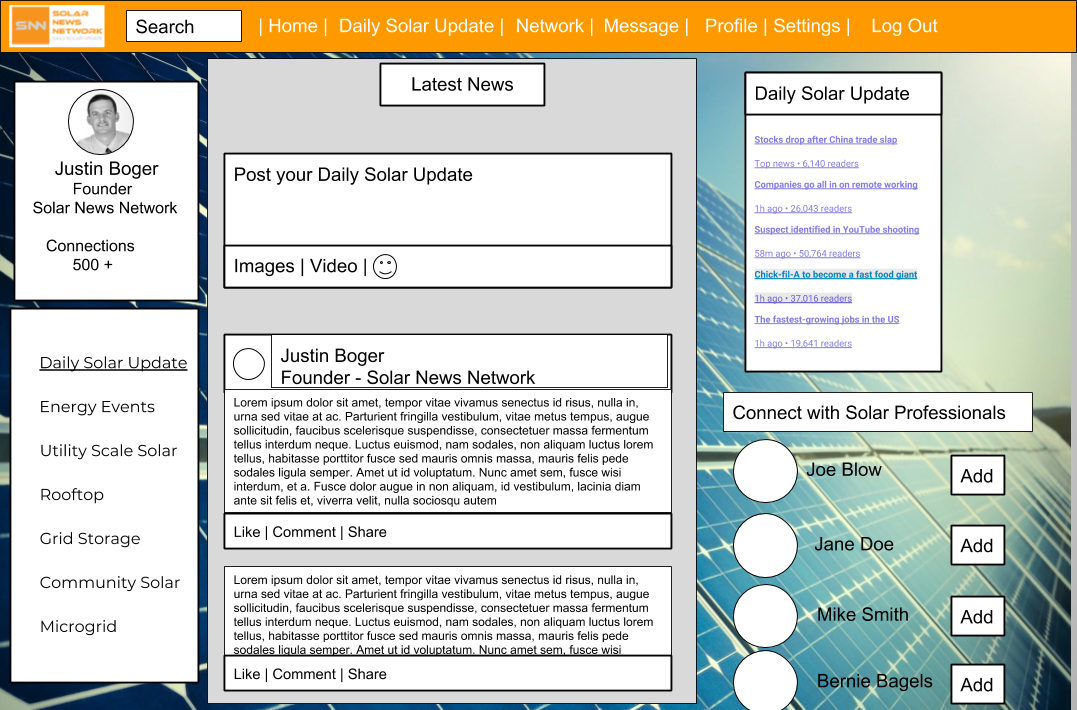 SNN
SOLAR
NEWS
NETWORK
DAILY SOLAR UPDATE
Search
| Home | Daily Solar Update | Network | Message | Profile | Settings | Log Out
Justin Boger
Founder
Solar News Network
Connections
500 +
Daily Solar Update
Energy Events
Utility Scale Solar
Rooftop
Grid Storage
Community Solar
Microgrid
Latest News
Post your Daily Solar Update
Images | Video |
Justin Boger
Founder - Solar News Network
Lorem ipsum dolor sit amet, tempor vitae vivamus senectus id risus, nulla in,
urna sed vitae at ac. Parturient fringilla vestibulum, vitae metus tempus, augue
sollicitudin, faucibus scelerisque suspendisse, consectetuer massa fermentum
tellus interdum neque. Luctus euismod, nam sodales, non aliquam luctus lorem
tellus, habitasse porttitor fusce sed mauris omnis massa, mauris felis pede
sodales ligula semper. Amet ut id voluptatum. Nunc amet sem, fusce wisi
interdum, et a. Fusce dolor augue in non aliquam, id vestibulum, lacinia diam
ante sit felis et, viverra velit, nulla sociosqu autem
Like | Comment | Share
Lorem ipsum dolor sit amet, tempor vitae vivamus senectus id risus, nulla in,
urna sed vitae at ac. Parturient fringilla vestibulum, vitae metus tempus, augue
sollicitudin, faucibus scelerisque suspendisse, consectetuer massa fermentum
tellus interdum neque. Luctus euismod, nam sodales, non aliquam luctus lorem
tellus, habitasse porttitor fusce sed mauris omnis massa, mauris felis pede
sodales ligula semper. Amet ut id voluptatum. Nunc amet sem, fusce wisi
Like | Comment | Share
Daily Solar Update
Stocks drop after China trade slap
Top news • 6,140 readers
Companies go all in on remote working
1h ago • 26,043 readers
Suspect identified in YouTube shooting
58m ago • 50,764 readers
Chick-fil-A to become a fast food giant
1h ago • 37,016 readers
The fastest-growing jobs in the US
1h ago • 19,641 readers
Connect with Solar Professionals
Joe Blow
Add
Jane Doe
Add
Mike Smith
Add
Bernie Bagels
Add